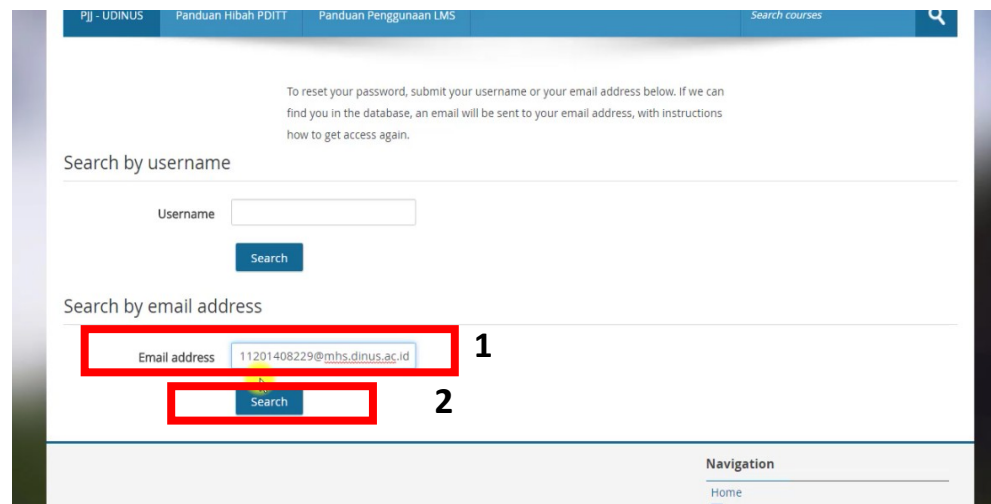 PJJ - UDINUS Panduan Hibah PDITT Panduan Penggunaan LMS Search courses
To reset your password, submit your username or your email address below. If we can
find you in the database, an email will be sent to your email address, with instructions
how to get access again.
Search by username
Username
Search
Search by email address
Email address 11201408229@mhs.dinus.ac.id 1
Search 2
Navigation
Home